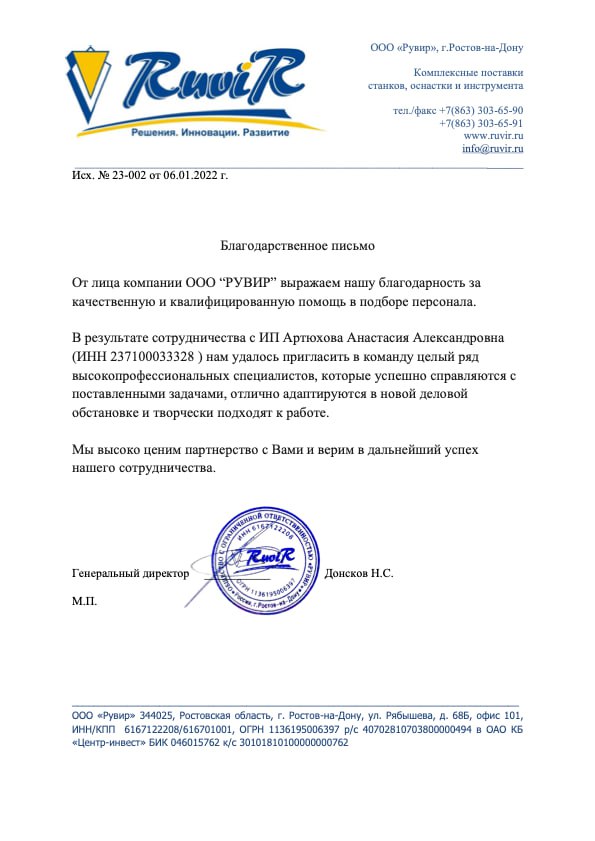 RuviR
Решения. Инновации. Развитие
ООО «Рувир», г.Ростов-на-Дону
Комплексные поставки
станков, оснастки и инструмента
тел./факс +7(863) 303-65-90
+7(863) 303-65-91
www.ruvir.ru
info@ruvir.ru
Исх. № 23-002 от 06.01.2022 г.
Благодарственное письмо
От лица компании ООО “РУВИР” выражаем нашу благодарность за
качественную и квалифицированную помощь в подборе персонала.
В результате сотрудничества с ИП Артюхова Анастасия Александровна
(ИНН 237100033328 ) нам удалось пригласить в команду целый ряд
высокопрофессиональных специалистов, которые успешно справляются с
поставленными задачами, отлично адаптируются в новой деловой
обстановке и творчески подходят к работе.
Мы высоко ценим партнерство с Вами и верим в дальнейший успех
нашего сотрудничества.
Генеральный директор Донсков Н.С.
ОБЩЕСТВО С ОГРАНИЧЕННОЙ ОТВЕТСТВЕННОСТЬЮ «РУВИР»
ИНН 6167122208
RuviR
ОГРН 1136195006397
Россия, г.Ростов-на-Дону
М.П.
ООО «Рувир» 344025, Ростовская область, г. Ростов-на-Дону, ул. Рябышева, д. 68Б, офис 101,
ИНН/КПП 6167122208/616701001, ОГРН 1136195006397 р/с 40702810703800000494 в ОАО КБ
«Центр-инвест» БИК 046015762 к/с 30101810100000000762